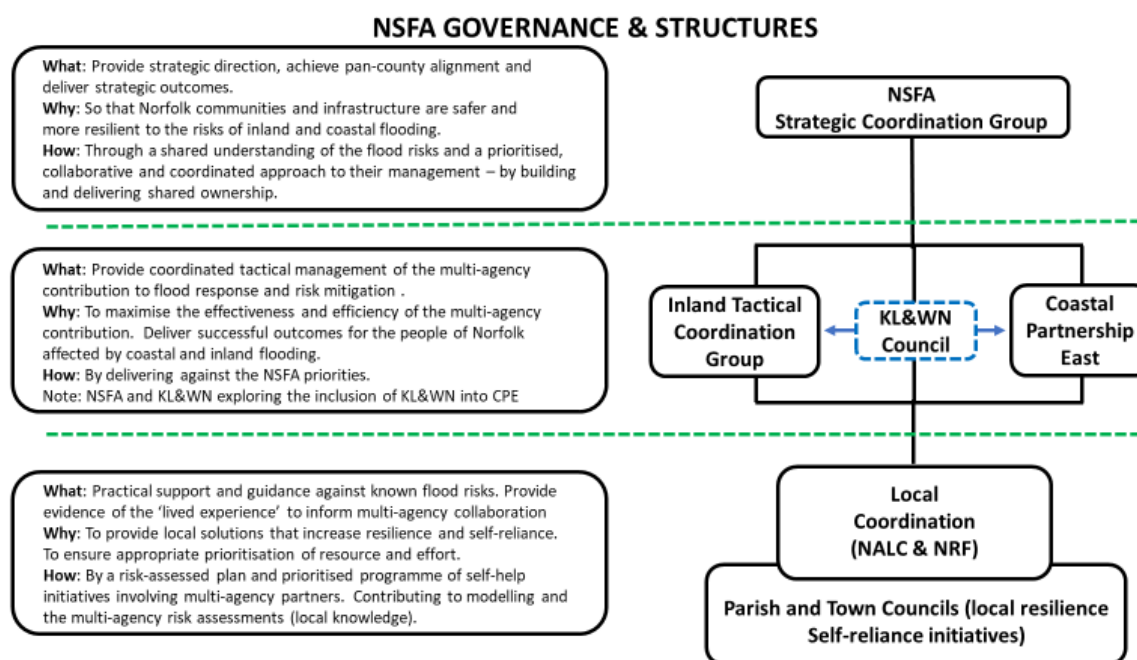 NSFA GOVERNANCE & STRUCTURES
What: Provide strategic direction, achieve pan-county alignment and
deliver strategic outcomes.
Why: So that Norfolk communities and infrastructure are safer and
more resilient to the risks of inland and coastal flooding.
How: Through a shared understanding of the flood risks and a prioritised,
collaborative and coordinated approach to their management – by building
and delivering shared ownership.
NSFA
Strategic Coordination Group
What: Provide coordinated tactical management of the multi-agency
contribution to flood response and risk mitigation .
Why: To maximise the effectiveness and efficiency of the multi-agency
contribution. Deliver successful outcomes for the people of Norfolk
affected by coastal and inland flooding.
How: By delivering against the NSFA priorities.
Note: NSFA and KL&WN exploring the inclusion of KL&WN into CPE
Inland Tactical
Coordination
Group
KL&WN
Council
Coastal
Partnership
East
What: Practical support and guidance against known flood risks. Provide
evidence of the ‘lived experience’ to inform multi-agency collaboration
Why: To provide local solutions that increase resilience and self-reliance.
To ensure appropriate prioritisation of resource and effort.
How: By a risk-assessed plan and prioritised programme of self-help
initiatives involving multi-agency partners. Contributing to modelling and
the multi-agency risk assessments (local knowledge).
Local
Coordination
(NALC & NRF)
Parish and Town Councils (local resilience
Self-reliance initiatives)